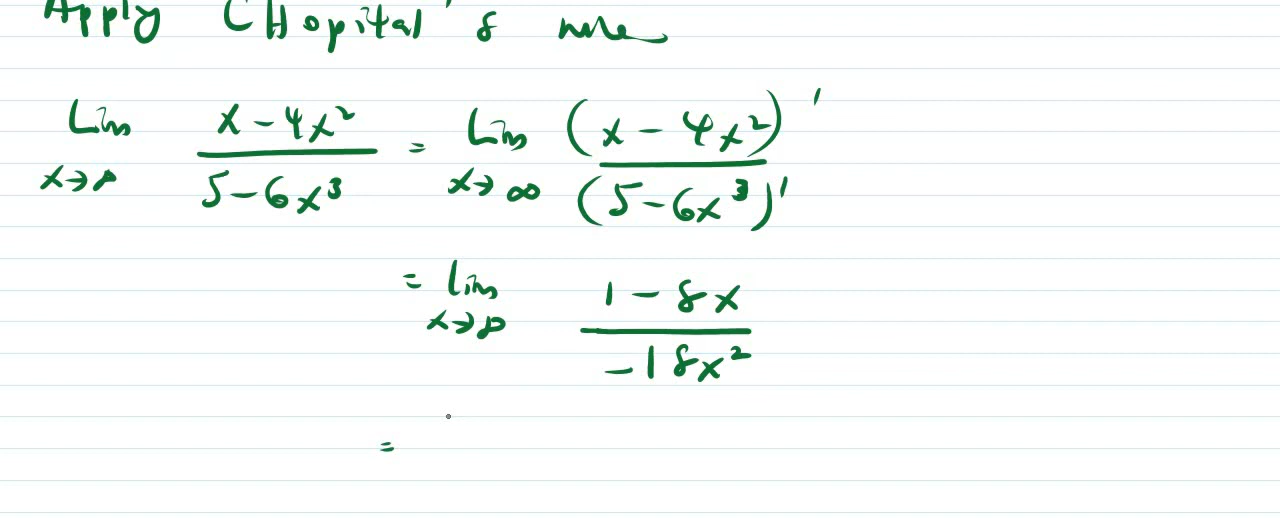 Apply L'Hopital's rule
Lim x→∞ (x - 4x²)/(5 - 6x³) = Lim x→∞ (x - 4x²)'/(5 - 6x³)'
= Lim x→∞ (1 - 8x)/(-18x²)
=